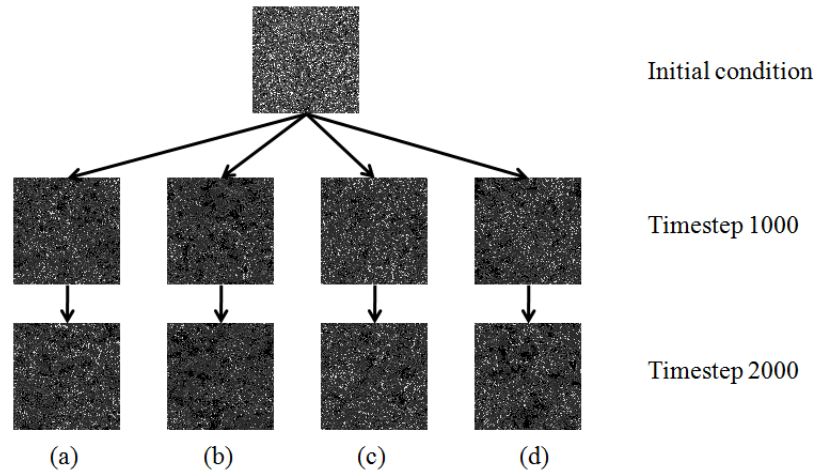 Initial condition
Timestep 1000
Timestep 2000
(a) (b) (c) (d)